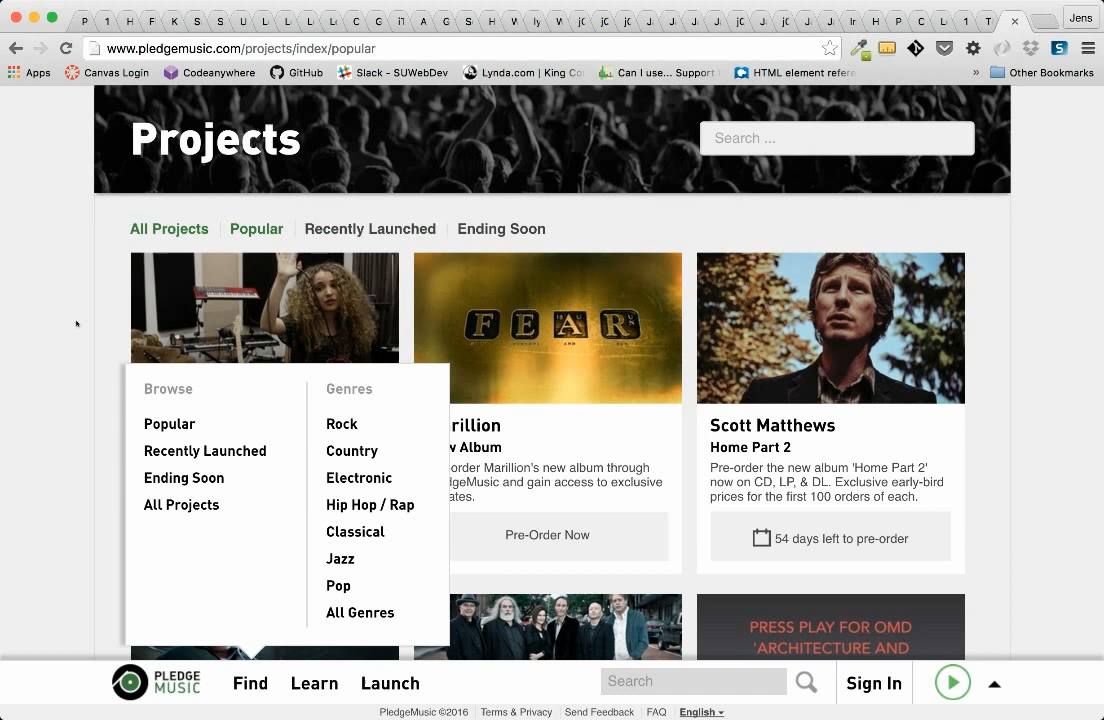 Jens
www.pledgemusic.com/projects/index/popular
Apps
Canvas Login
Codeanywhere
GitHub
Slack - SUWebDev
Lynda.com | King Co
Can I use... Support
HTML element refere
»
Other Bookmarks
Projects
Search ...
All Projects
Popular
Recently Launched
Ending Soon
FEAR
Browse
Popular
Recently Launched
Ending Soon
All Projects
Genres
Rock
Country
Electronic
Hip Hop / Rap
Classical
Jazz
Pop
All Genres
rillion
w Album
order Marillion's new album through
dgeMusic and gain access to exclusive
ates.
Pre-Order Now
Scott Matthews
Home Part 2
Pre-order the new album 'Home Part 2'
now on CD, LP, & DL. Exclusive early-bird
prices for the first 100 orders of each.
54 days left to pre-order
PRESS PLAY FOR OMD
'ARCHITECTURE AND
PLEDGE
MUSIC
Find
Learn
Launch
Search
Sign In
PledgeMusic ©2016
Terms & Privacy
Send Feedback
FAQ
English